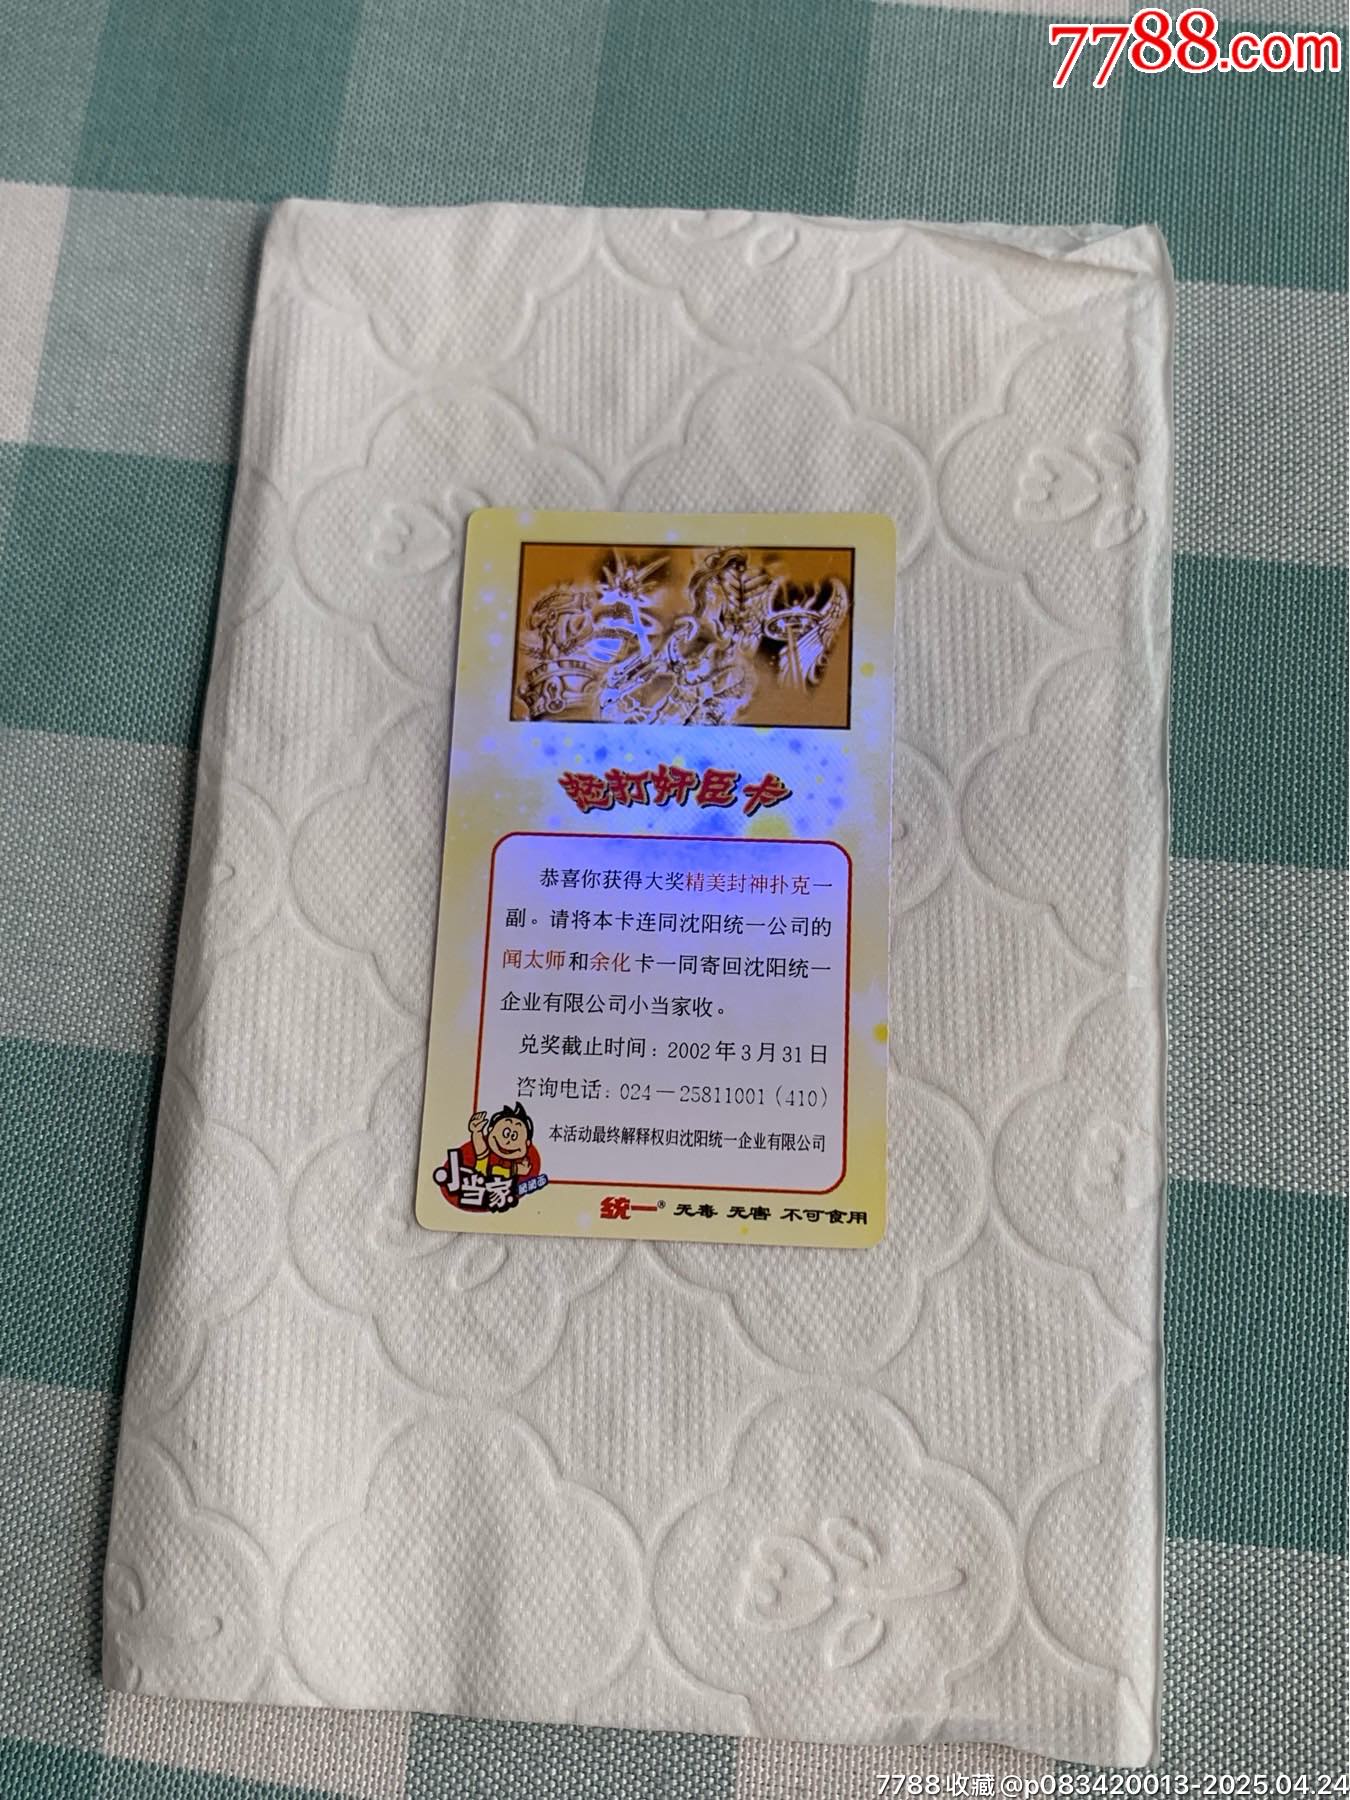 7788.com
拖打奸臣卡
恭喜你获得大奖精美封神扑克一
副。请将本卡连同沈阳统一公司的
闻太师和余化卡一同寄回沈阳统一
企业有限公司小当家收。
兑奖截止时间：2002年3月31日
咨询电话：024－25811001（410）
本活动最终解释权归沈阳统一企业有限公司
小当家
统一® 无毒 无害 不可食用
7788收藏@p083420013-2025.04.24